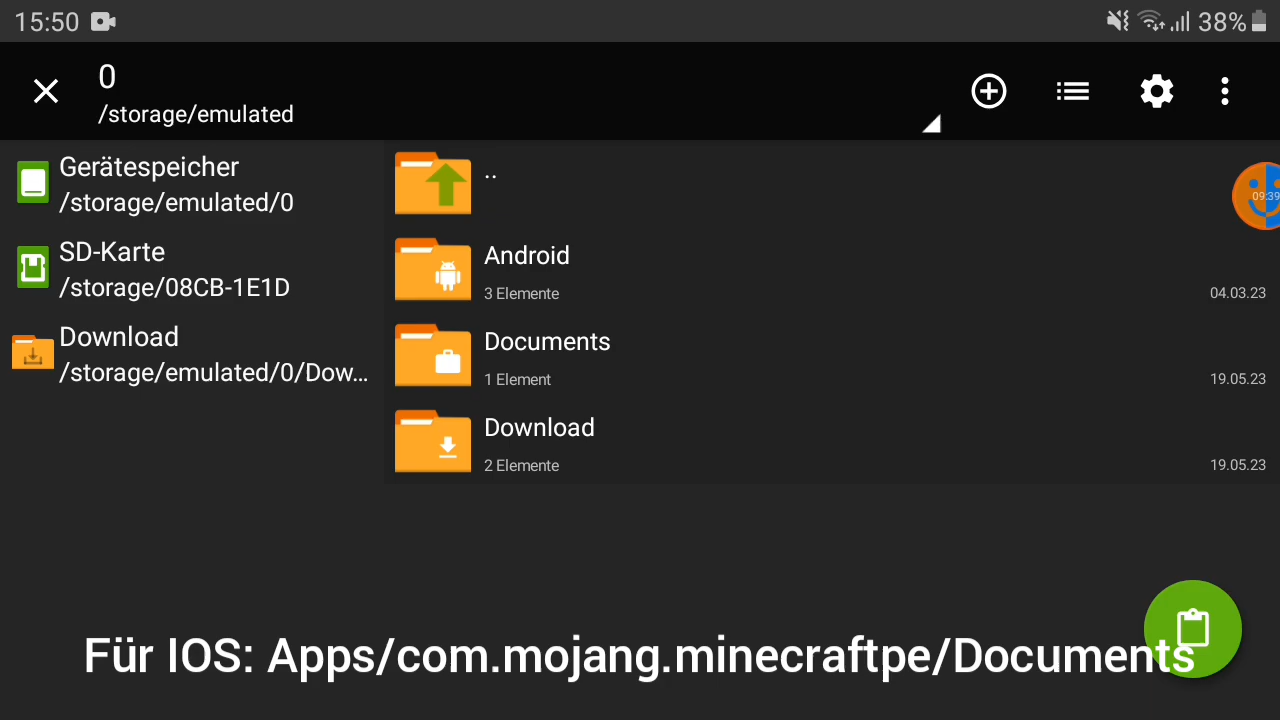 15:50
38%
0
/storage/emulated
Gerätespeicher
/storage/emulated/0
SD-Karte
/storage/08CB-1E1D
Download
/storage/emulated/0/Dow...
..
Android
3 Elemente
04.03.23
Documents
1 Element
19.05.23
Download
2 Elemente
19.05.23
09:39
Für IOS: Apps/com.mojang.minecraftpe/Documents